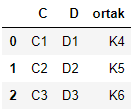 C D ortak
0 C1 D1 K4
1 C2 D2 K5
2 C3 D3 K6